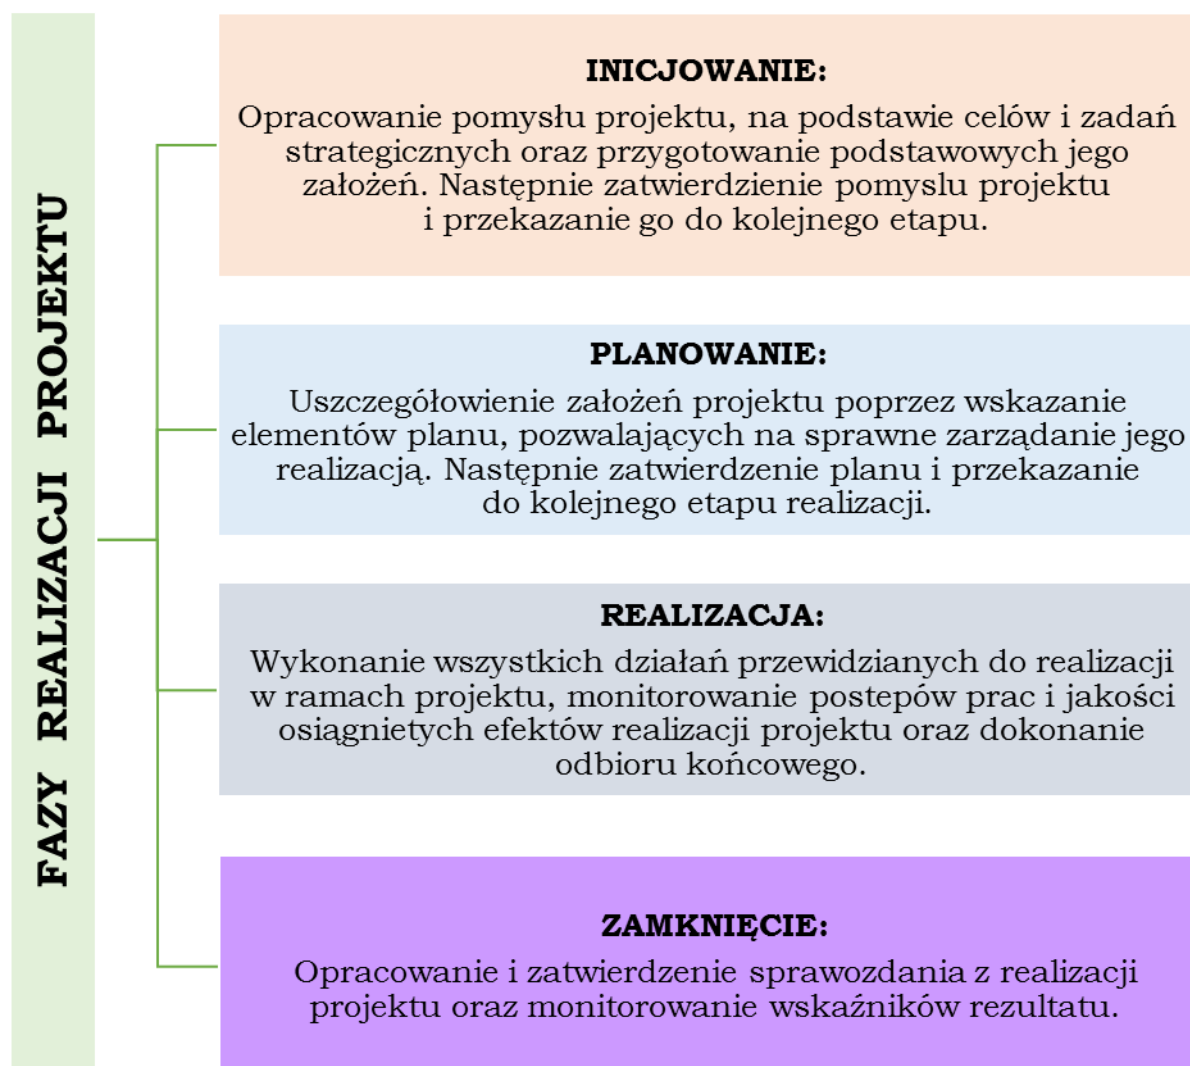 FAZY REALIZACJI PROJEKTU
INICJOWANIE:
Opracowanie pomysłu projektu, na podstawie celów i zadań
strategicznych oraz przygotowanie podstawowych jego
założeń. Następnie zatwierdzienie pomyslu projektu
i przekazanie go do kolejnego etapu.
PLANOWANIE:
Uszczegółowienie założeń projektu poprzez wskazanie
elementów planu, pozwalających na sprawne zarządanie jego
realizacją. Następnie zatwierdzenie planu i przekazanie
do kolejnego etapu realizacji.
REALIZACJA:
Wykonanie wszystkich działań przewidzianych do realizacji
w ramach projektu, monitorowanie postepów prac i jakości
osiągnietych efektów realizacji projektu oraz dokonanie
odbioru końcowego.
ZAMKNIĘCIE:
Opracowanie i zatwierdzenie sprawozdania z realizacji
projektu oraz monitorowanie wskaźników rezultatu.